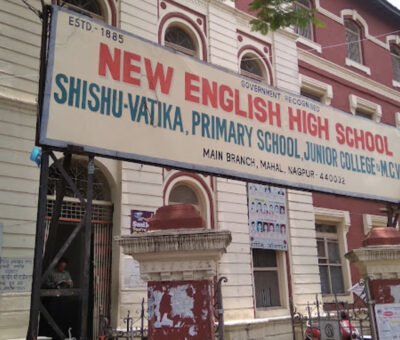 ESTD - 1885
GOVERNMENT RECOGNISED
NEW ENGLISH HIGH SCHOOL
SHISHU-VATIKA, PRIMARY SCHOOL, JUNIOR COLLEGE & M.C.V
MAIN BRANCH, MAHAL, NAGPUR - 440032